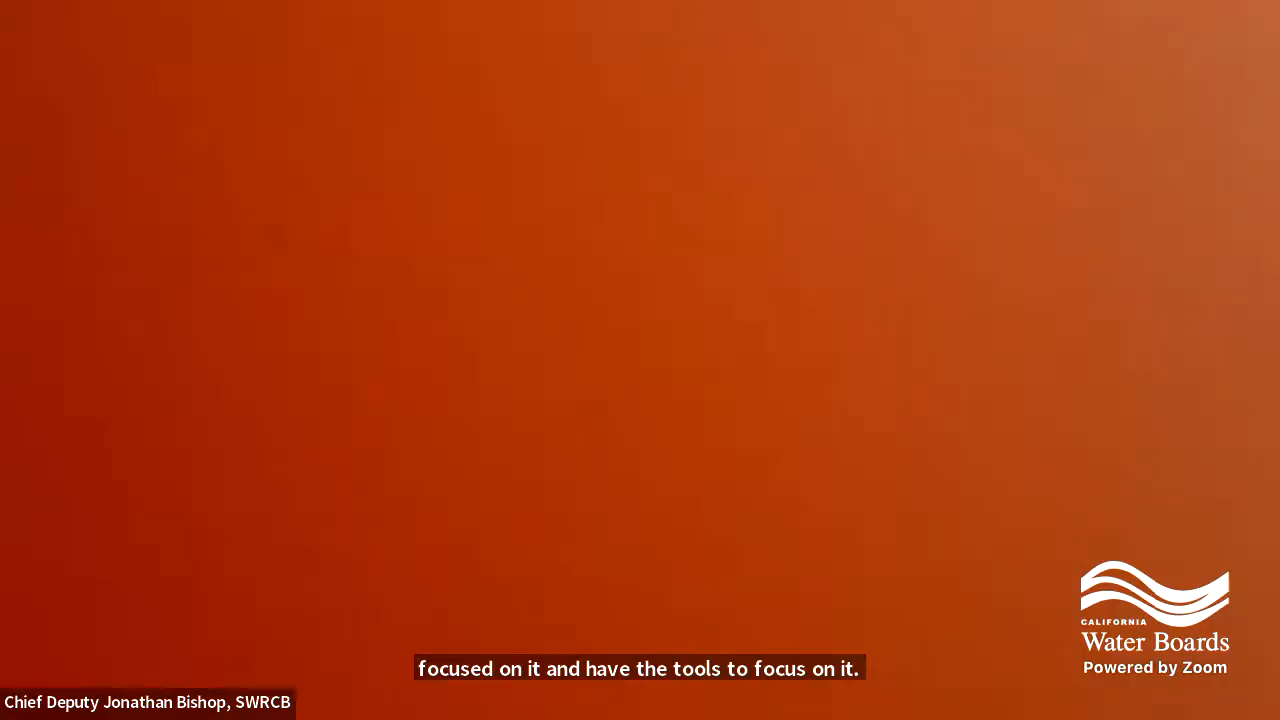 CALIFORNIA
Water Boards
Powered by Zoom
focused on it and have the tools to focus on it.
Chief Deputy Jonathan Bishop, SWRCB